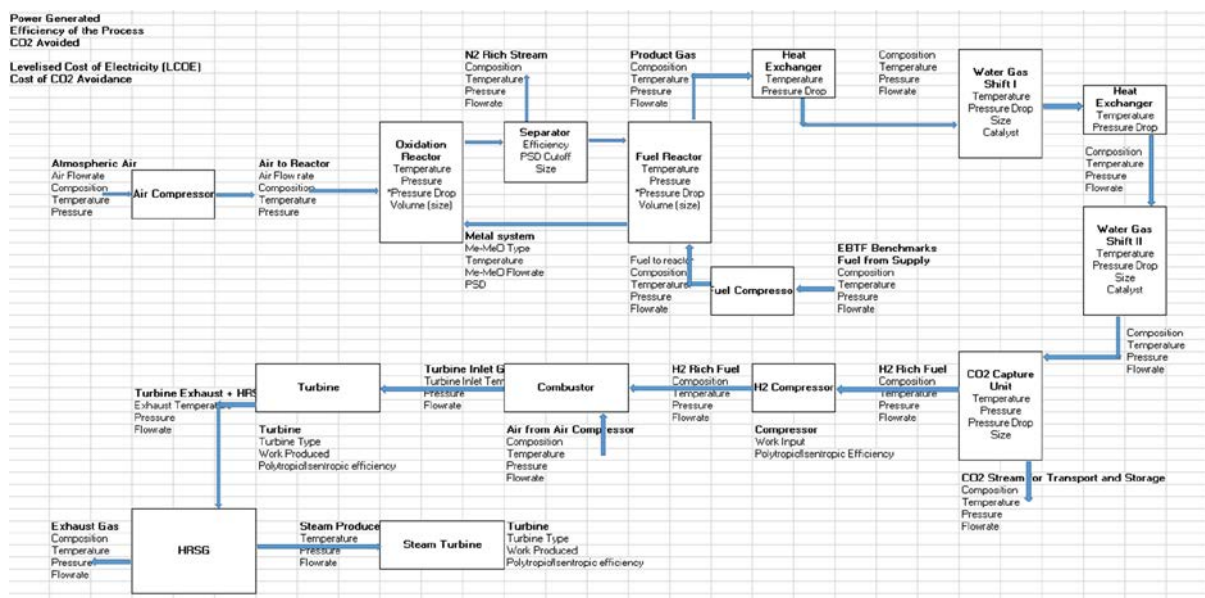 Power Generated
Efficiency of the Process
CO2 Avoided
Levelised Cost of Electricity (LCOE)
Cost of CO2 Avoidance
N2 Rich Stream
Composition
Temperature
Pressure
Flowrate
Product Gas
Composition
Temperature
Pressure
Flowrate
Heat
Exchanger
Temperature
Pressure Drop
Composition
Temperature
Pressure
Flowrate
Water Gas
Shift I
Temperature
Pressure Drop
Size
Catalyst
Heat
Exchanger
Temperature
Pressure Drop
Atmospheric Air
Air Flowrate
Composition
Temperature
Pressure
Air Compressor
Air to Reactor
Air Flow rate
Composition
Temperature
Pressure
Oxidation
Reactor
Temperature
Pressure
*Pressure Drop
Volume (size)
Separator
Efficiency
PSD Cutoff
Size
Fuel Reactor
Temperature
Pressure
*Pressure Drop
Volume (size)
Composition
Temperature
Pressure
Flowrate
Metal system
Me-MeO Type
Temperature
Me-MeO Flowrate
PSD
Fuel to reactor
Composition
Temperature
Pressure
Flowrate
Fuel Compresso
EBTF Benchmarks
Fuel from Supply
Composition
Temperature
Pressure
Flowrate
Water Gas
Shift II
Temperature
Pressure Drop
Size
Catalyst
Composition
Temperature
Pressure
Flowrate
Turbine Exhaust + HRS
Exhaust Temperature
Pressure
Flowrate
Turbine
Turbine
Turbine Type
Work Produced
Polytropic/Isentropic efficiency
Turbine Inlet G
Turbine Inlet Tem
Pressure
Flowrate
Combustor
Air from Air Compressor
Composition
Temperature
Pressure
Flowrate
H2 Rich Fuel
Composition
Temperature
Pressure
Flowrate
H2 Compressor
Compressor
Work Input
Polytropic/Isentropic Efficiency
H2 Rich Fuel
Composition
Temperature
Pressure
Flowrate
CO2 Capture
Unit
Temperature
Pressure
Pressure Drop
Size
CO2 Stream for Transport and Storage
Composition
Temperature
Pressure
Flowrate
Exhaust Gas
Composition
Temperature
Pressure
Flowrate
HRSG
Steam Produce
Temperature
Pressure
Flowrate
Steam Turbine
Turbine
Turbine Type
Work Produced
Polytropic/Isentropic efficiency